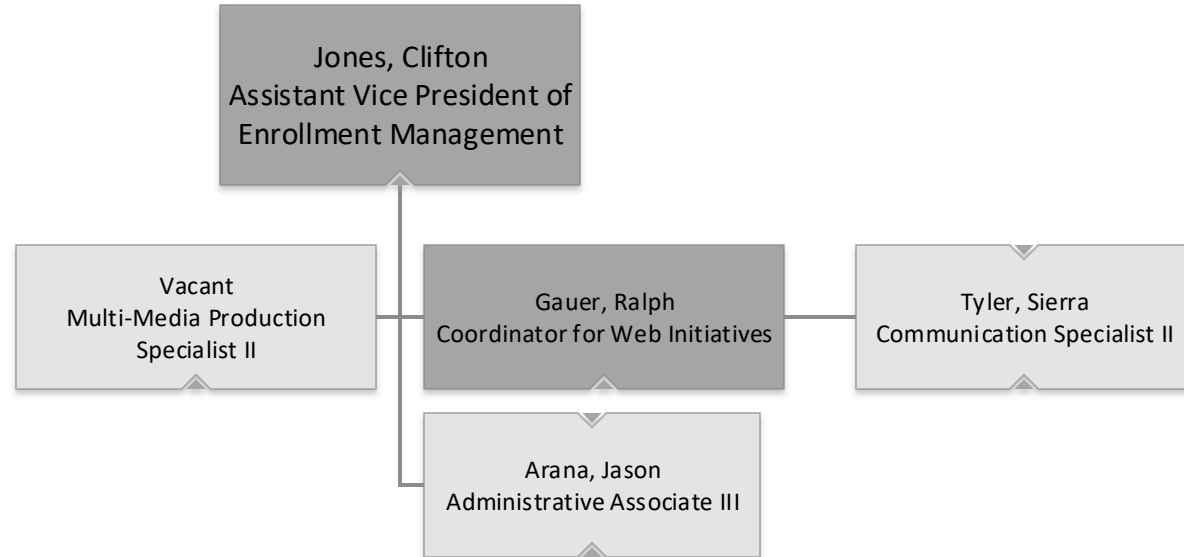 Jones, Clifton
Assistant Vice President of
Enrollment Management
Vacant
Multi-Media Production
Specialist II
Gauer, Ralph
Coordinator for Web Initiatives
Tyler, Sierra
Communication Specialist II
Arana, Jason
Administrative Associate III